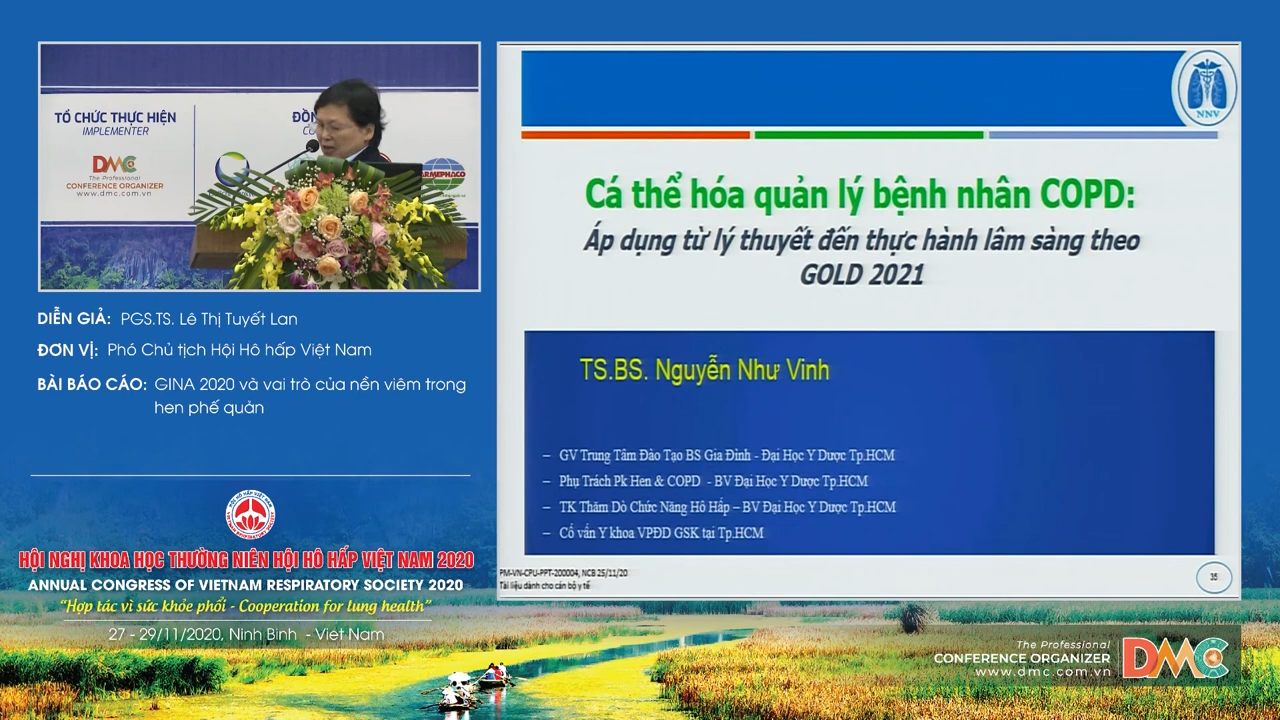 TỔ CHỨC THỰC HIỆN
IMPLEMENTER
DMC
The Professional
CONFERENCE ORGANIZER
www.dmc.com.vn
DIỄN GIẢ: PGS.TS. Lê Thị Tuyết Lan
ĐƠN VỊ: Phó Chủ tịch Hội Hô hấp Việt Nam
BÀI BÁO CÁO: GINA 2020 và vai trò của nền viêm trong
hen phế quản
HỘI NGHỊ KHOA HỌC THƯỜNG NIÊN HỘI HÔ HẤP VIỆT NAM 2020
ANNUAL CONGRESS OF VIETNAM RESPIRATORY SOCIETY 2020
“Hợp tác vì sức khỏe phổi - Cooperation for lung health”
27 - 29/11/2020, Ninh Bình - Việt Nam
NNV
Cá thể hóa quản lý bệnh nhân COPD:
Áp dụng từ lý thuyết đến thực hành lâm sàng theo
GOLD 2021
TS.BS. Nguyễn Như Vinh
– GV Trung Tâm Đào Tạo BS Gia Đình - Đại Học Y Dược Tp.HCM
– Phụ Trách Pk Hen & COPD - BV Đại Học Y Dược Tp.HCM
– TK Thăm Dò Chức Năng Hô Hấp – BV Đại Học Y Dược Tp.HCM
– Cố vấn Y khoa VPĐD GSK tại Tp.HCM
PM-VN-CPU-PPT-200004, NCB 25/11/20
Tài liệu dành cho cán bộ y tế
The Professional
CONFERENCE ORGANIZER
www.dmc.com.vn
DMC